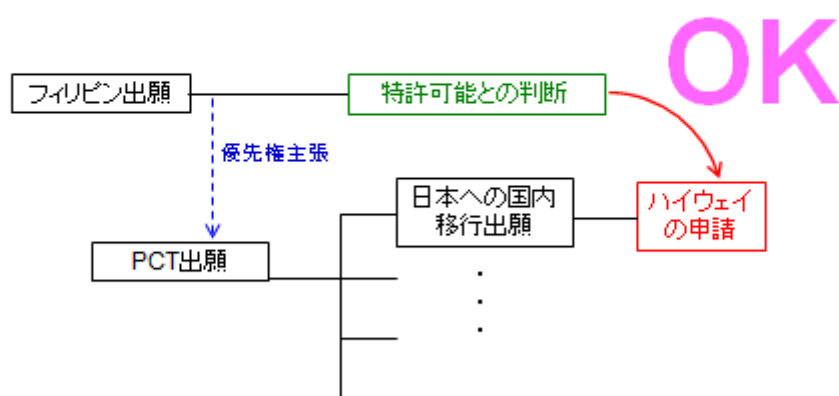 OK
フィリピン出願
特許可能との判断
優先権主張
日本への国内
移行出願
ハイウェイ
の申請
PCT出願